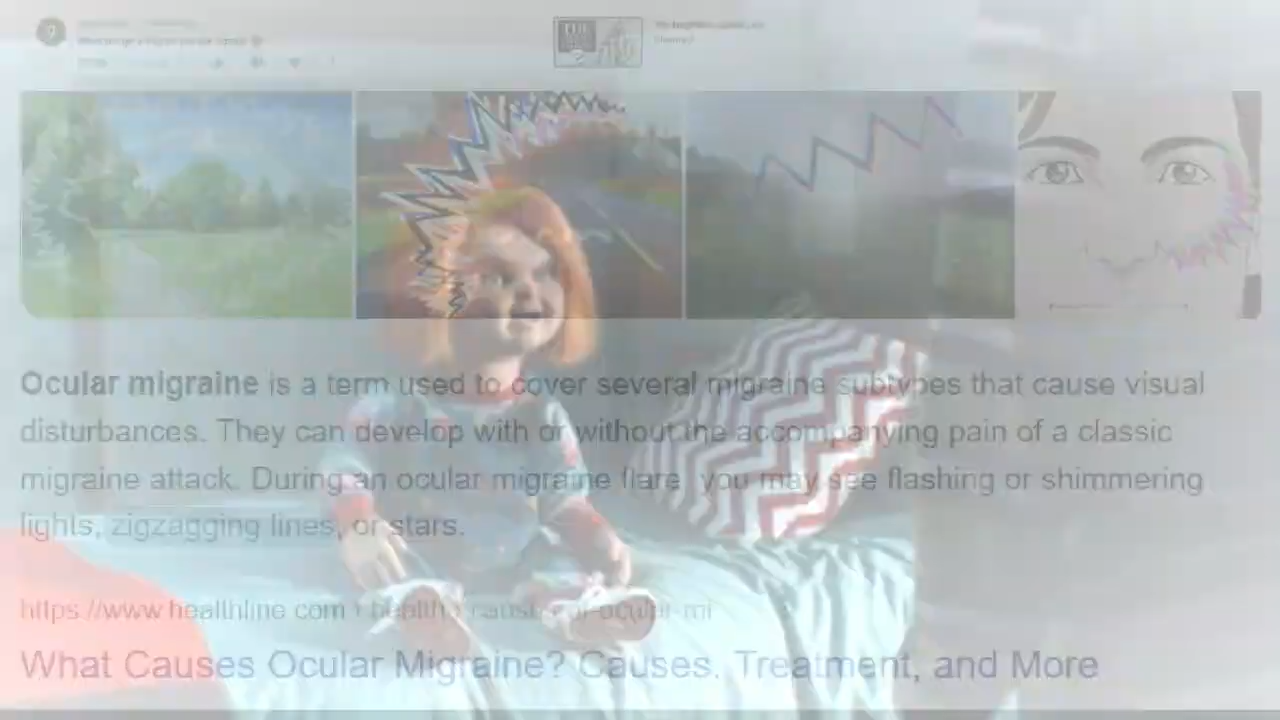 Ocular migraine is a term used to cover several migraine subtypes that cause visual
disturbances. They can develop with or without the accompanying pain of a classic
migraine attack. During an ocular migraine flare, you may see flashing or shimmering
lights, zigzagging lines, or stars.
https://www.healthline.com › health
What Causes Ocular Migraine? Causes, Treatment, and More